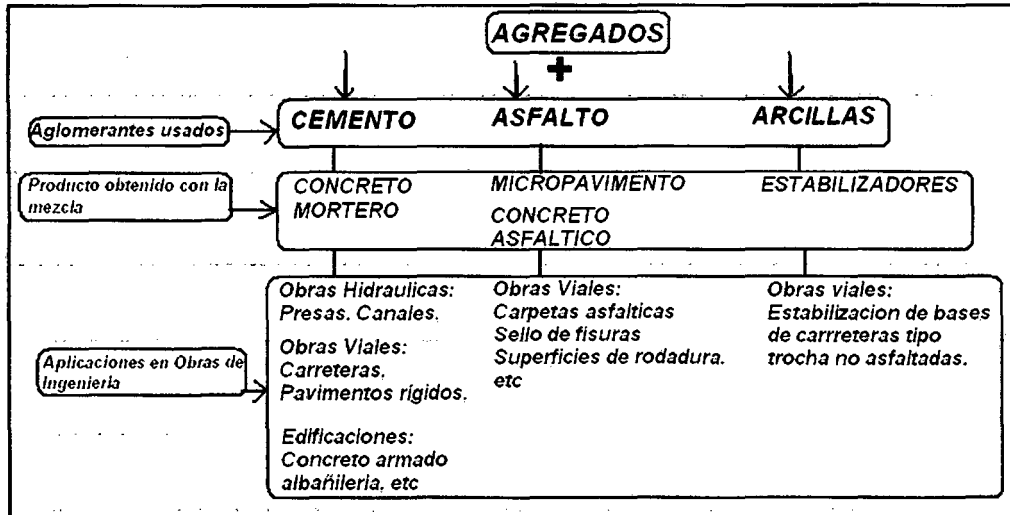 AGREGADOS
+
Aglomerantes usados
CEMENTO
ASFALTO
ARCILLAS
Producto obtenido con la
mezcla
CONCRETO
MORTERO
MICROPAVIMENTO
CONCRETO
ASFALTICO
ESTABILIZADORES
Aplicaciones en Obras de
Ingenieria
Obras Hidraulicas:
Presas. Canales.
Obras Viales:
Carreteras,
Pavimentos rígidos.
Edificaciones:
Concreto armado
albañileria, etc
Obras Viales:
Carpetas asfalticas
Sello de fisuras
Superficies de rodadura.
etc
Obras viales:
Estabilizacion de bases
de carrreteras tipo
trocha no asfaltadas.